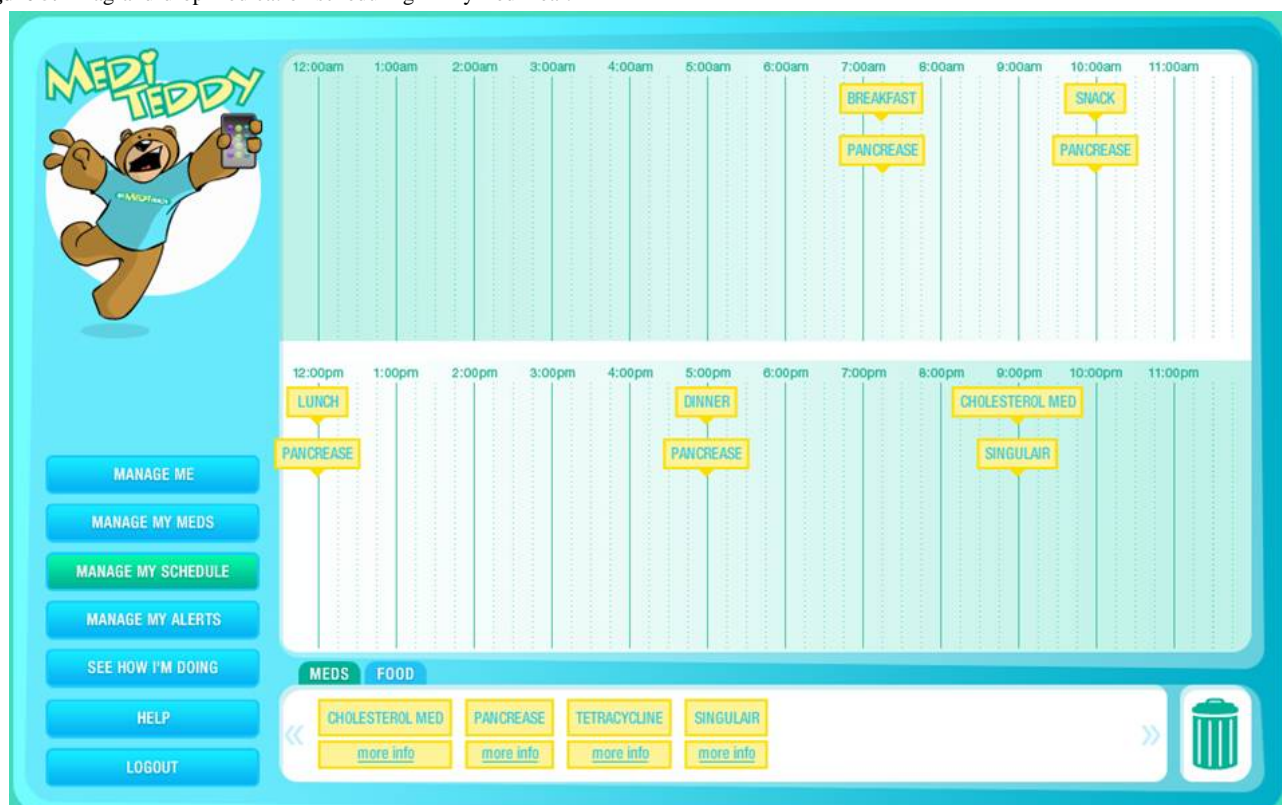 MEDI
TEDDY
12:00am 1:00am 2:00am 3:00am 4:00am 5:00am 6:00am 7:00am 8:00am 9:00am 10:00am 11:00am
BREAKFAST SNACK
PANCREASE PANCREASE
12:00pm 1:00pm 2:00pm 3:00pm 4:00pm 5:00pm 6:00pm 7:00pm 8:00pm 9:00pm 10:00pm 11:00pm
LUNCH DINNER CHOLESTEROL MED
PANCREASE PANCREASE SINGULAIR
MANAGE ME
MANAGE MY MEDS
MANAGE MY SCHEDULE
MANAGE MY ALERTS
SEE HOW I'M DOING
HELP
LOGOUT
MEDS FOOD
CHOLESTEROL MED PANCREASE TETRACYCLINE SINGULAIR
more info more info more info more info